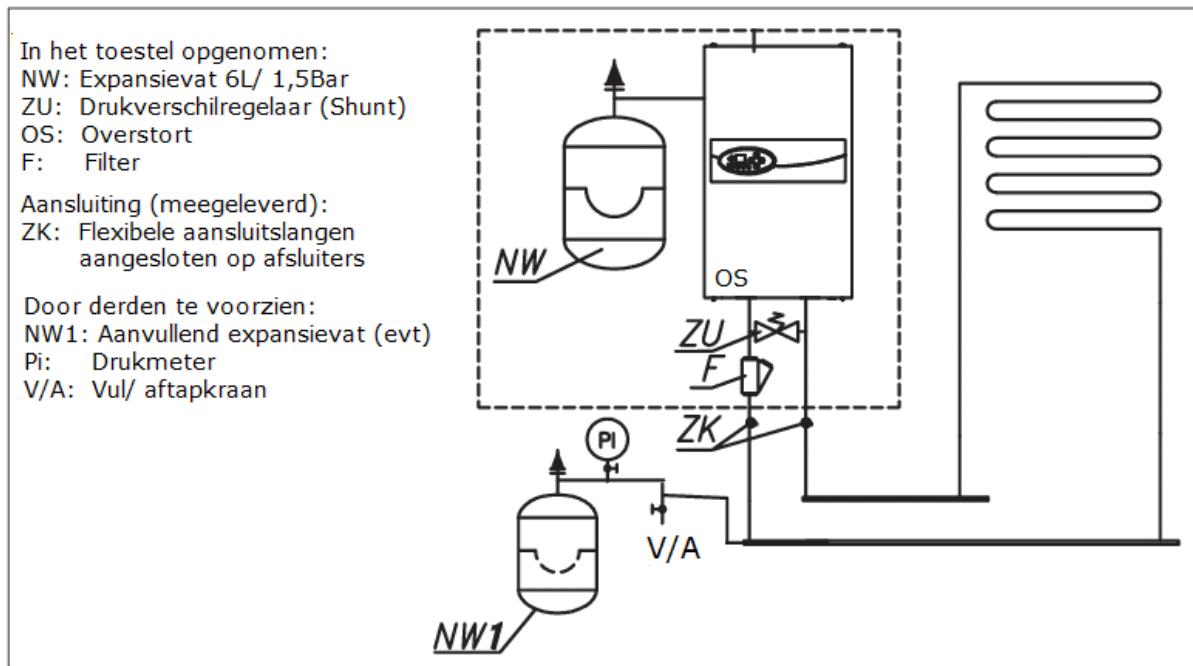 In het toestel opgenomen:
NW: Expansievat 6L/ 1,5Bar
ZU: Drukverschilregelaar (Shunt)
OS: Overstort
F: Filter
Aansluiting (meegeleverd):
ZK: Flexibele aansluitslangen
aangesloten op afsluiters
Door derden te voorzien:
NW1: Aanvullend expansievat (evt)
Pi: Drukmeter
V/A: Vul/ aftapkraan
NW
OS
ZU
F
ZK
PI
V/A
NW1